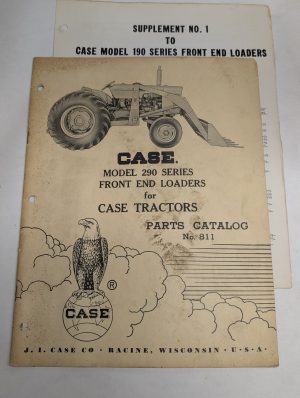 SUPPLEMENT NO. 1
TO
CASE MODEL 190 SERIES FRONT END LOADERS
CASE.
MODEL 290 SERIES
FRONT END LOADERS
for
CASE TRACTORS
PARTS CATALOG
No. 811
®
CASE
J. I. CASE CO · RACINE, WISCONSIN · U·S·A·